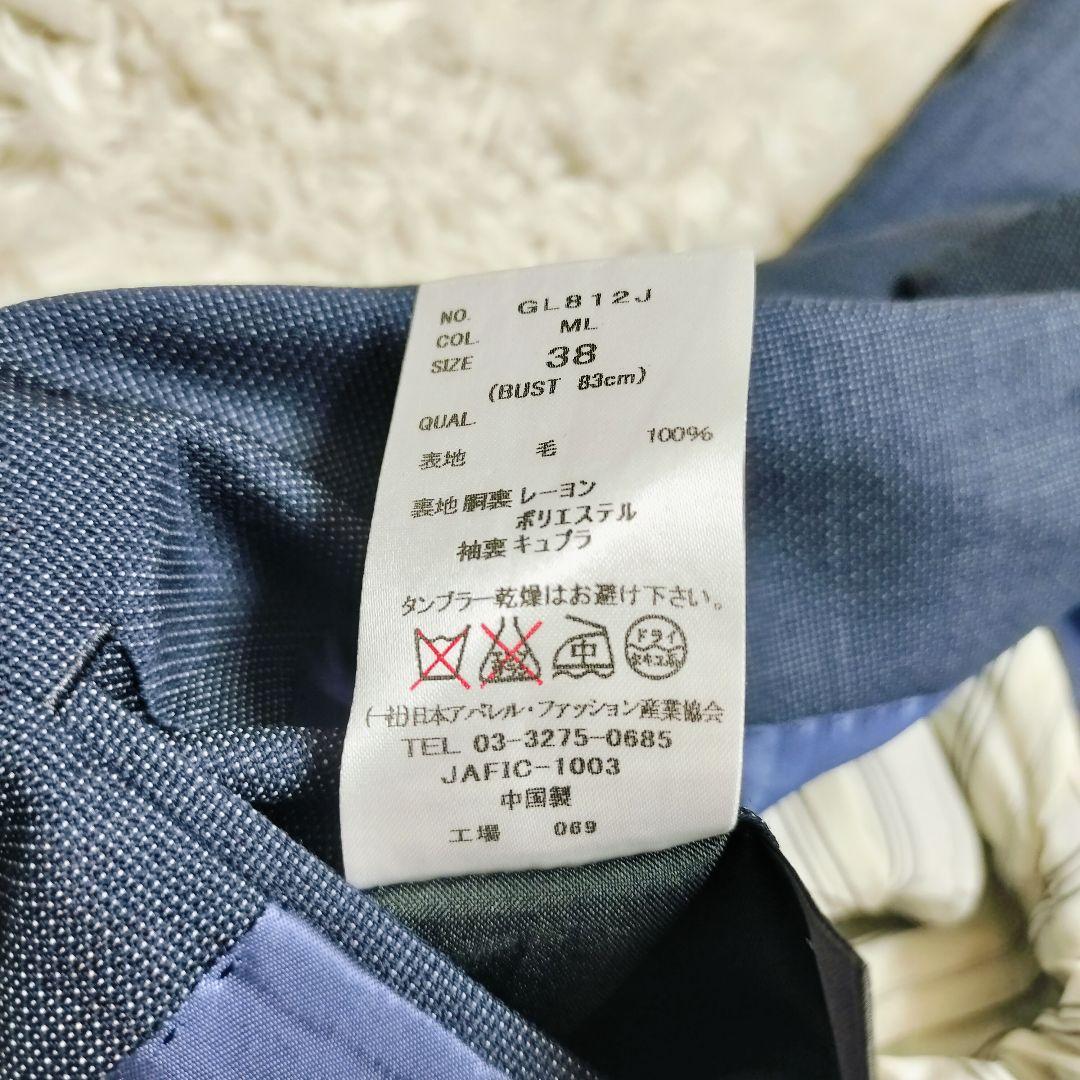 NO. GL812J
COL. ML
SIZE 38
(BUST 83cm)
QUAL.
表地 毛 100%
裏地 胴裏 レーヨン
ポリエステル
袖裏 キュプラ
タンブラー乾燥はお避け下さい。
中 ドライ
(一社)日本アパレル・ファッション産業協会
TEL 03-3275-0685
JAFIC-1003
中国製
工場 069